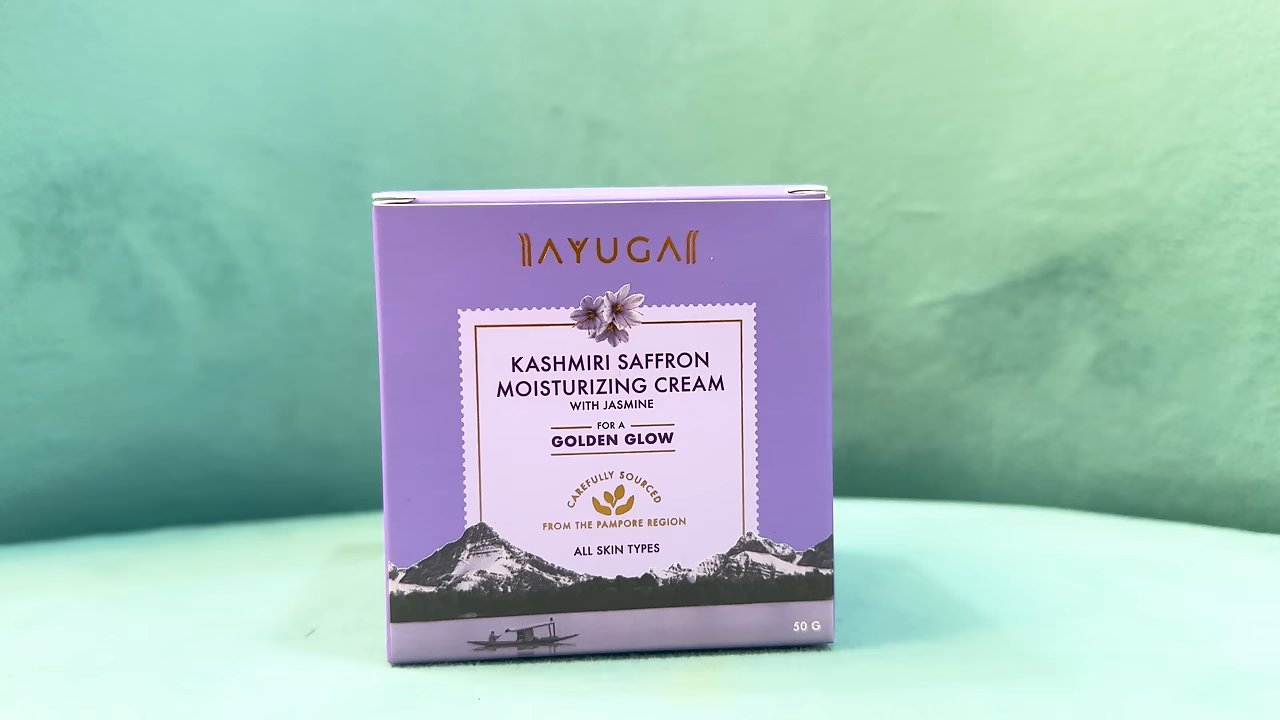 AYUGA
KASHMIRI SAFFRON
MOISTURIZING CREAM
WITH JASMINE
FOR A
GOLDEN GLOW
CAREFULLY SOURCED
FROM THE PAMPORE REGION
ALL SKIN TYPES
50 G